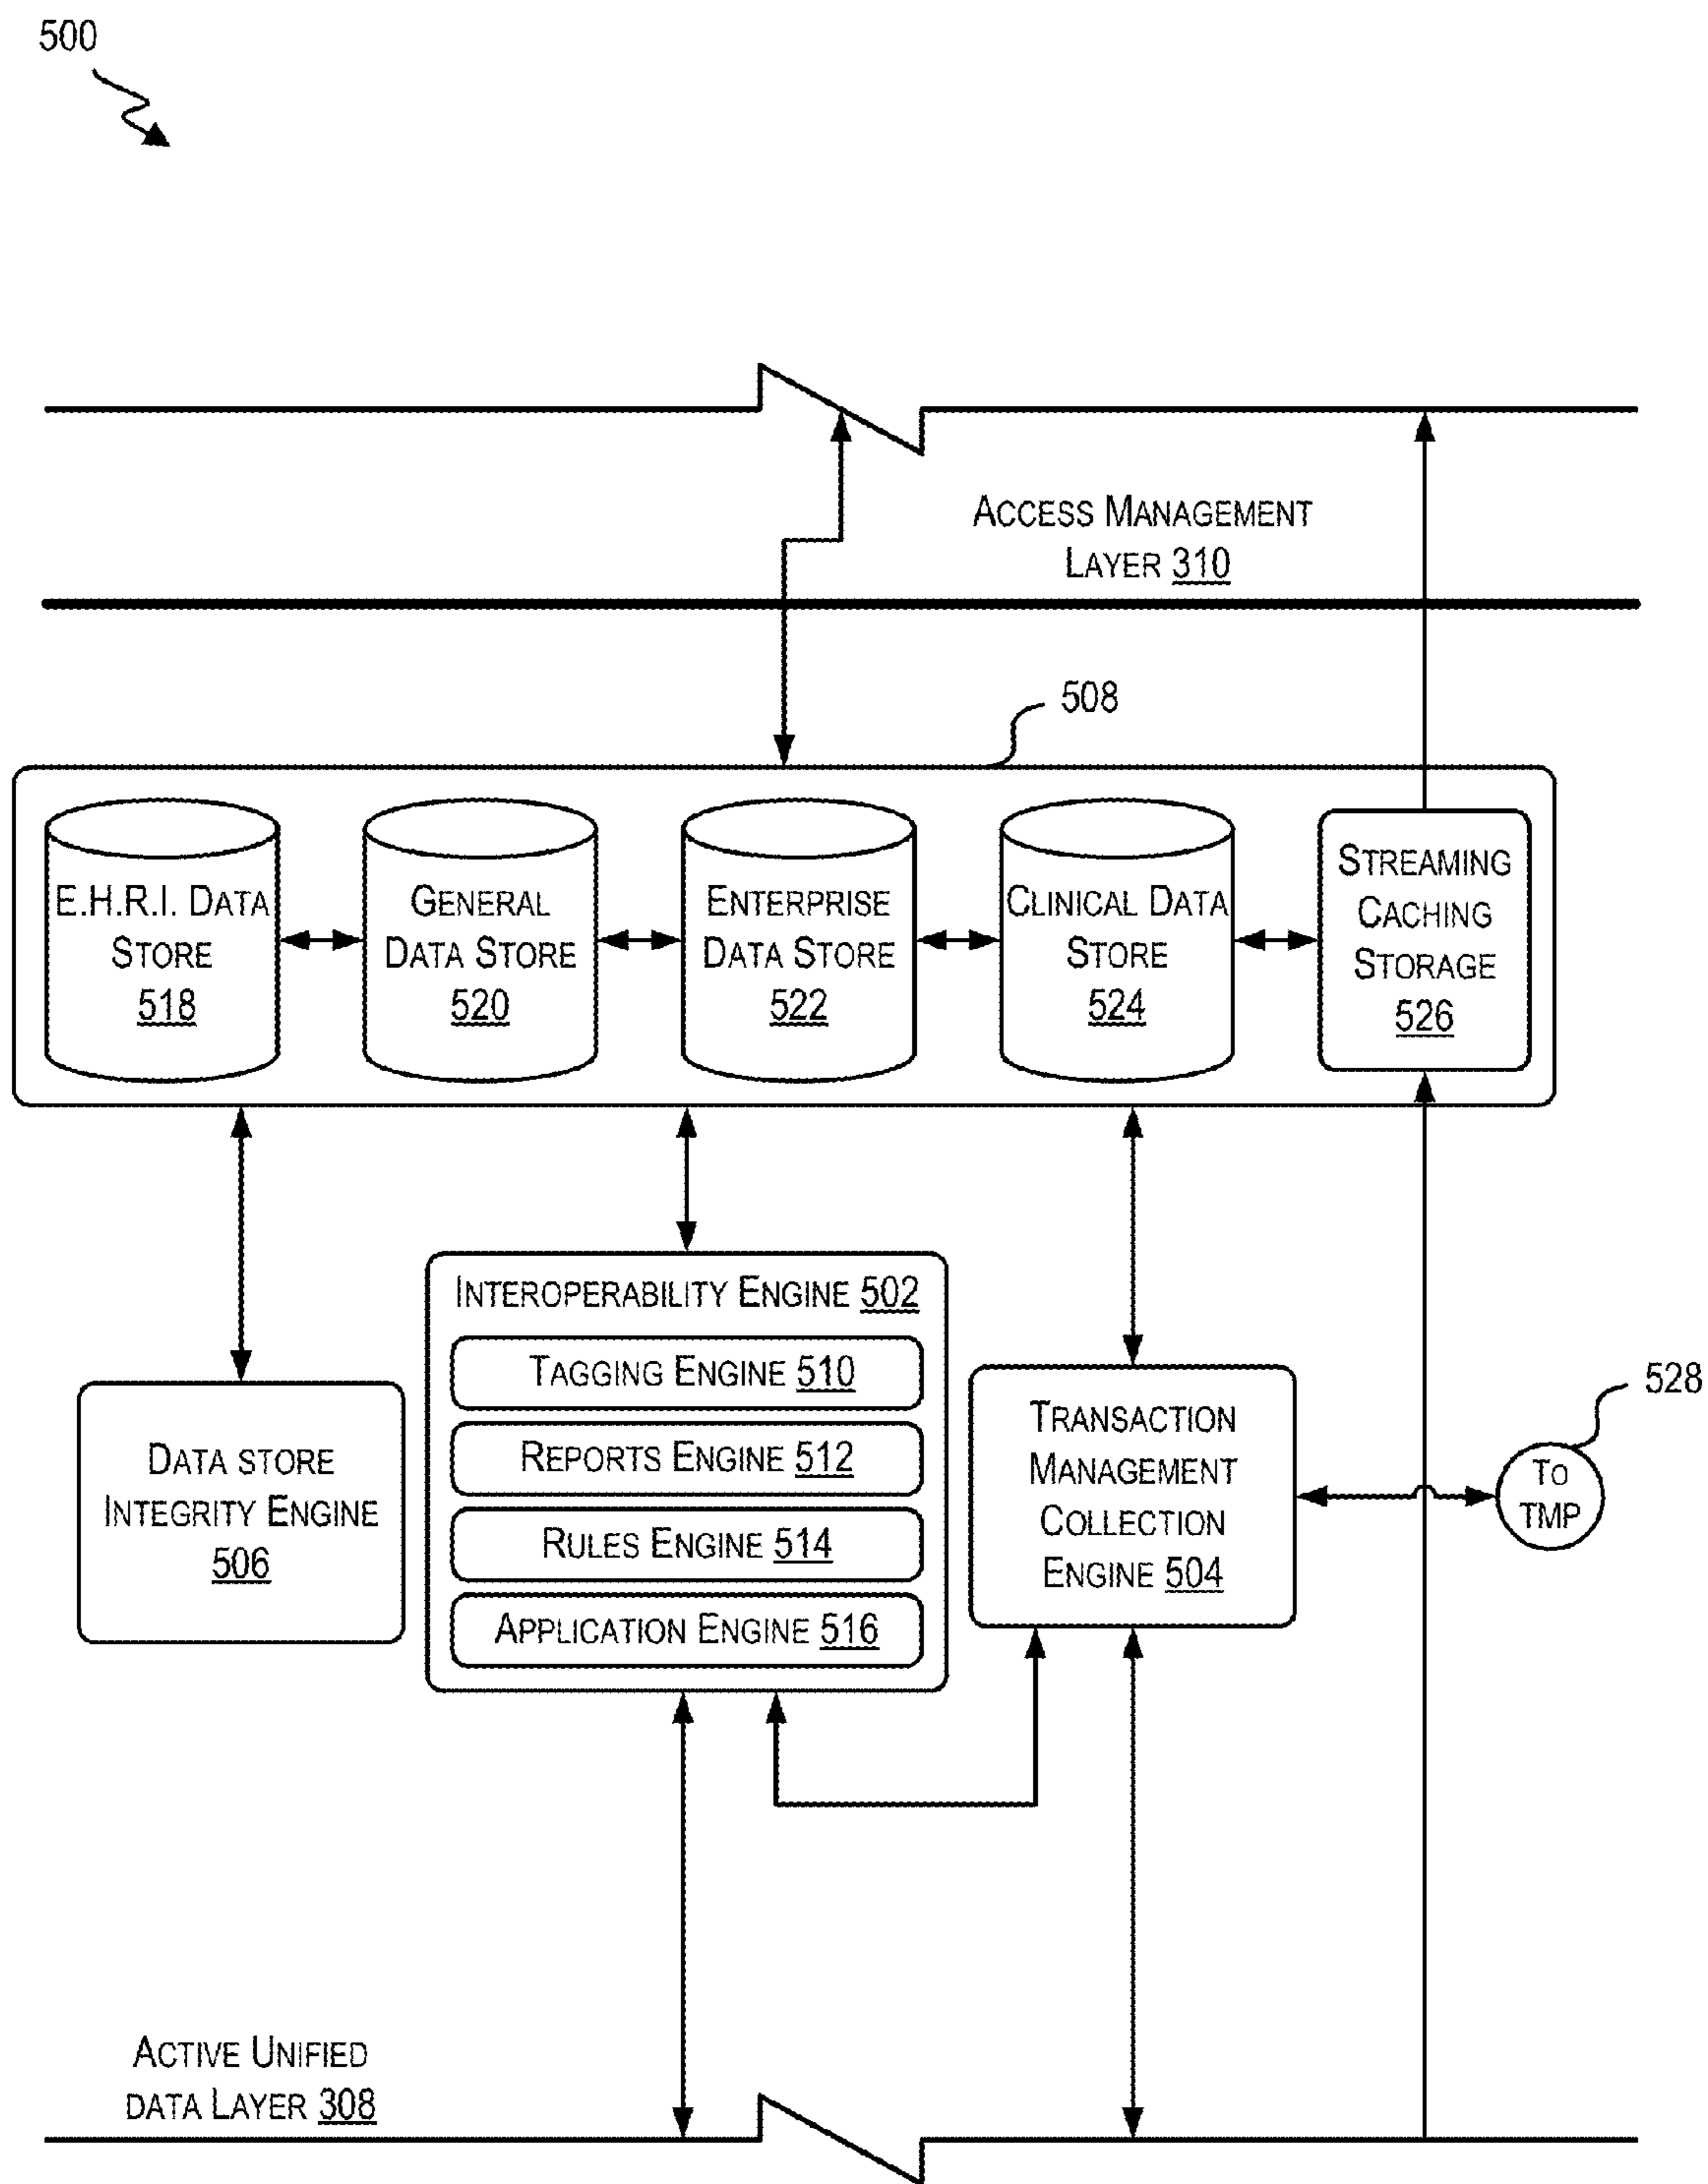 500
ACCESS MANAGEMENT
LAYER 310
508
E.H.R.I. DATA
STORE
518
GENERAL
DATA STORE
520
ENTERPRISE
DATA STORE
522
CLINICAL DATA
STORE
524
STREAMING
CACHING
STORAGE
526
INTEROPERABILITY ENGINE 502
TAGGING ENGINE 510
REPORTS ENGINE 512
RULES ENGINE 514
APPLICATION ENGINE 516
DATA STORE
INTEGRITY ENGINE
506
TRANSACTION
MANAGEMENT
COLLECTION
ENGINE 504
528
TO
TMP
ACTIVE UNIFIED
DATA LAYER 308